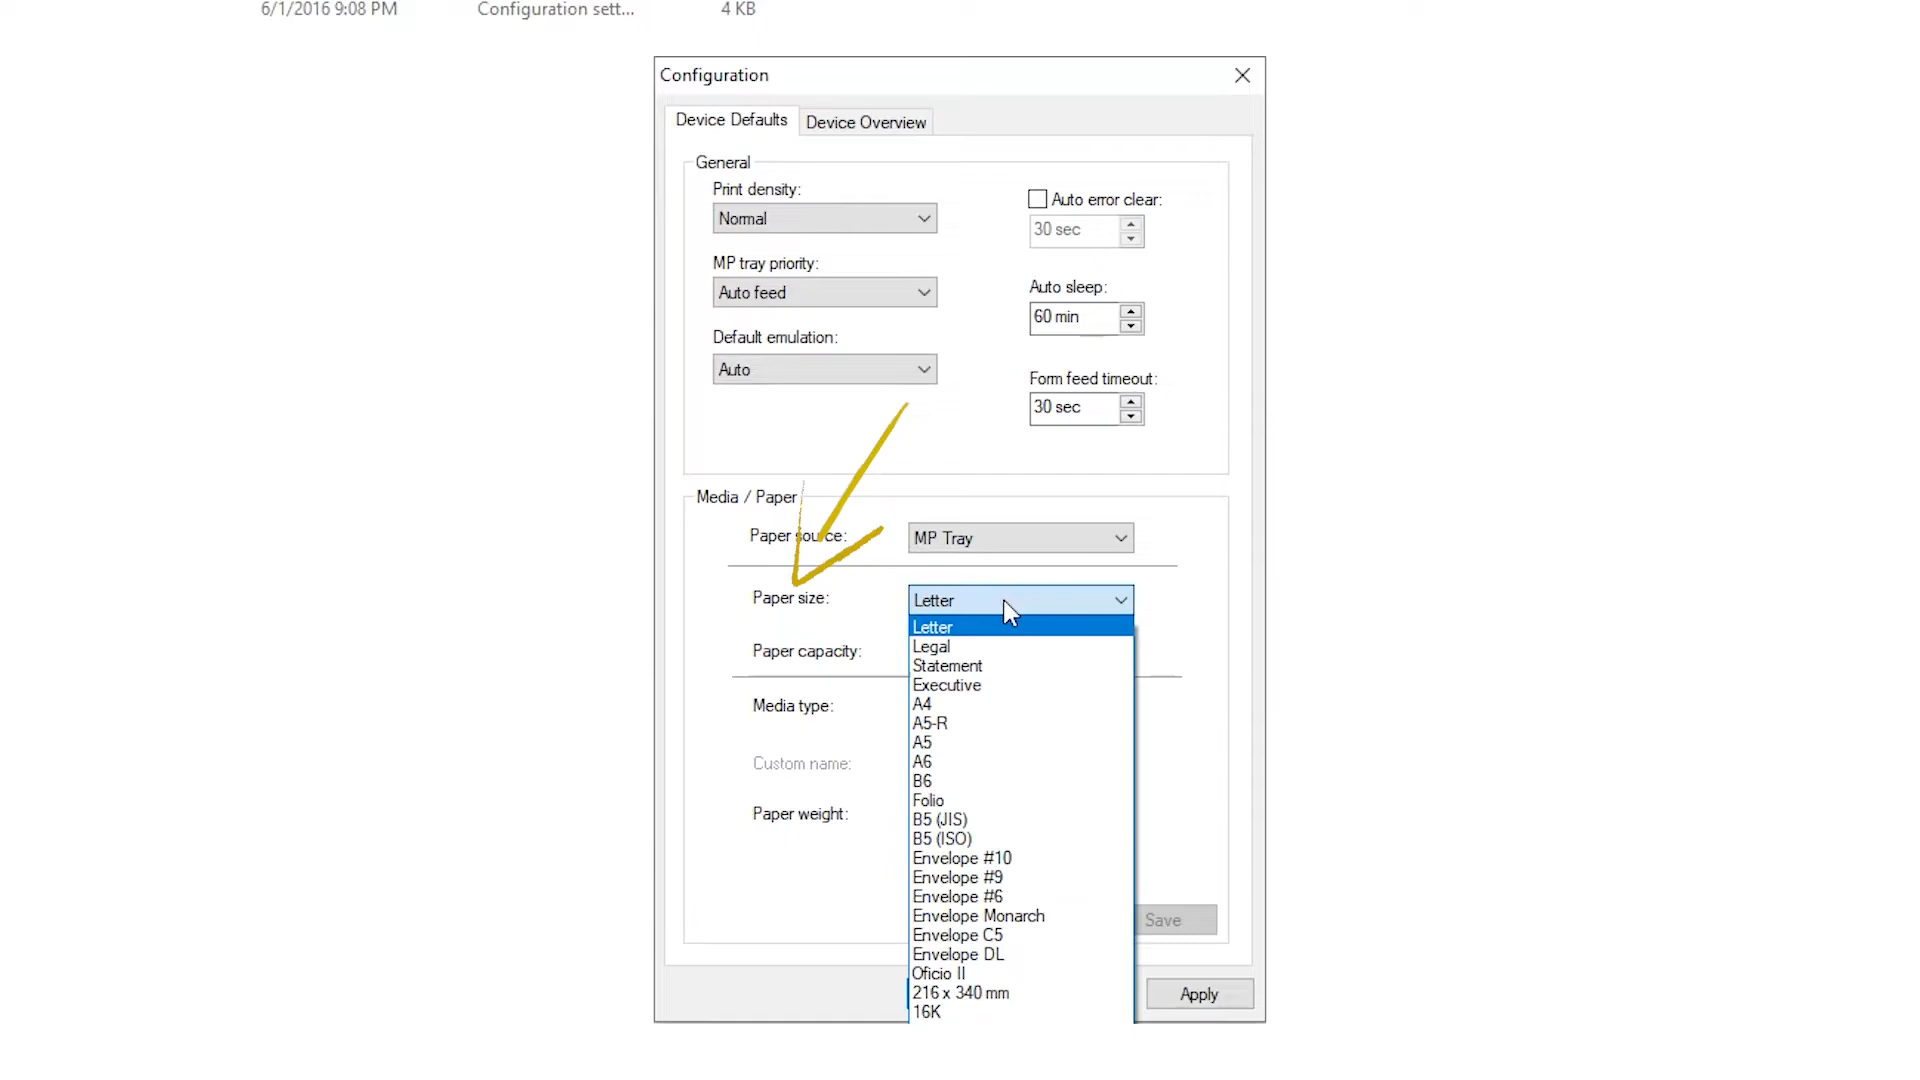 6/1/2016 9:08 PM Configuration sett... 4 KB
Configuration
Device Defaults Device Overview
General
Print density:
Normal
Auto error clear:
30 sec
MP tray priority:
Auto feed
Auto sleep:
60 min
Default emulation:
Auto
Form feed timeout:
30 sec
Media / Paper
Paper source: MP Tray
Paper size: Letter
Letter
Legal
Paper capacity:
Statement
Executive
A4
Media type:
A5-R
A5
A6
Custom name:
B6
Folio
Paper weight:
B5 (JIS)
B5 (ISO)
Envelope #10
Envelope #9
Envelope #6
Envelope Monarch
Save
Envelope C5
Envelope DL
Oficio II
216 x 340 mm
Apply
16K